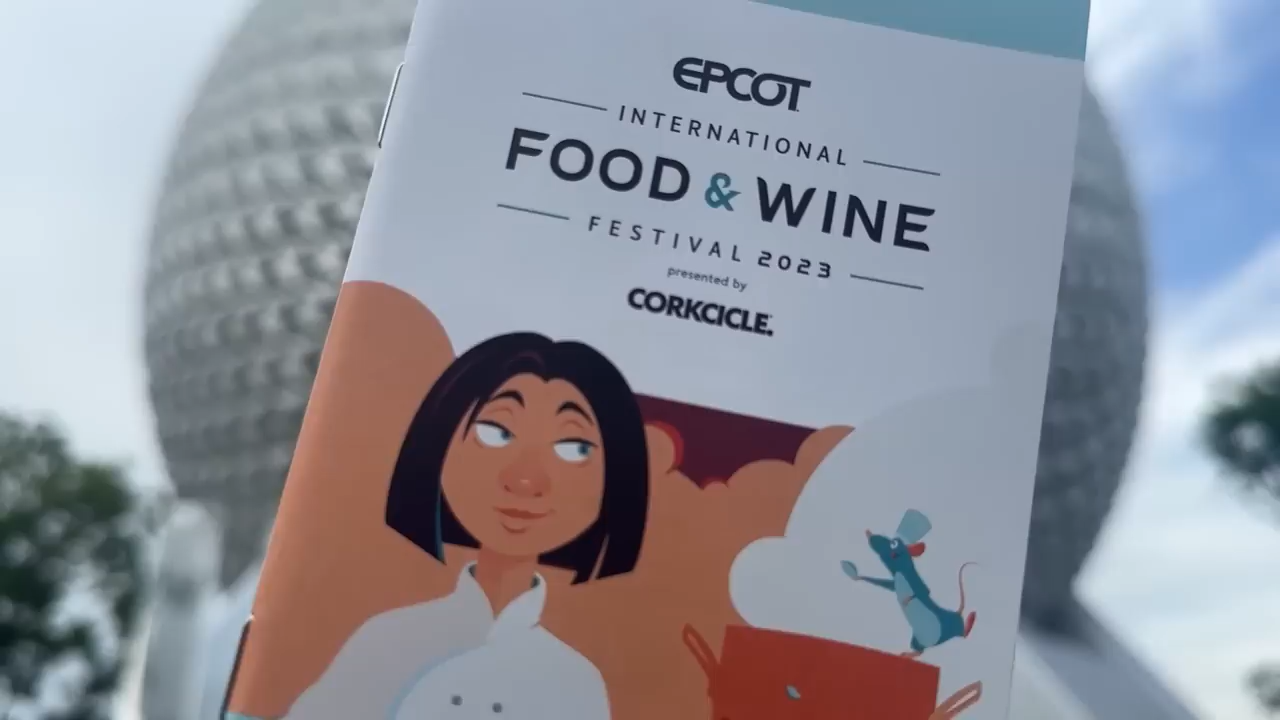 EPCOT
INTERNATIONAL
FOOD & WINE
FESTIVAL 2023
presented by
CORKCICLE.